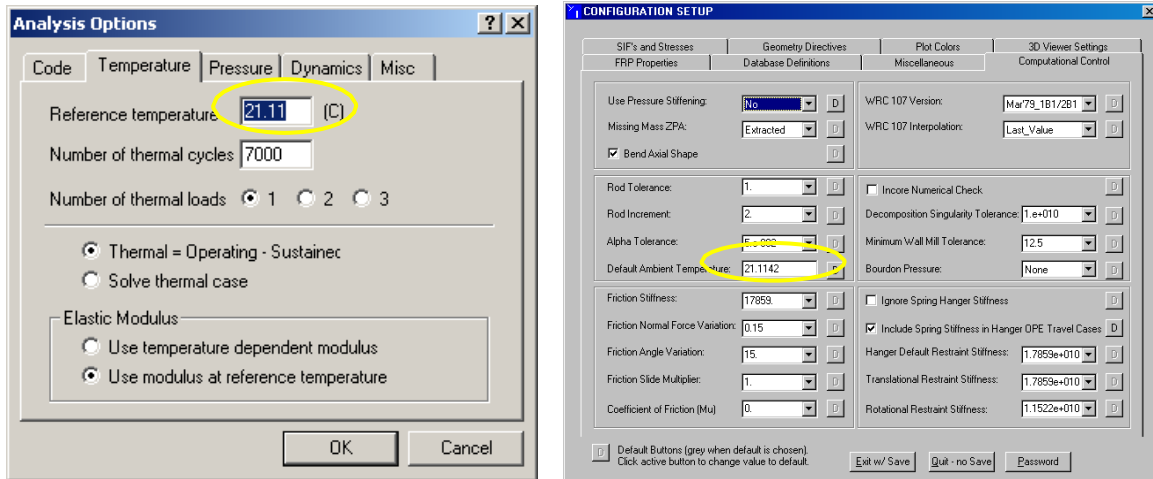 Analysis Options
Code Temperature Pressure Dynamics Misc
Reference temperature 21.11 (C)
Number of thermal cycles 7000
Number of thermal loads 1 2 3
Thermal = Operating - Sustained
Solve thermal case
Elastic Modulus
Use temperature dependent modulus
Use modulus at reference temperature
OK Cancel
CONFIGURATION SETUP
SIF's and Stresses Geometry Directives Plot Colors 3D Viewer Settings
FRP Properties Database Definitions Miscellaneous Computational Control
Use Pressure Stiffening: No D
Missing Mass ZPA: Extracted D
Bend Axial Shape D
WRC 107 Version: Mar'79_1B1/2B1 D
WRC 107 Interpolation: Last_Value D
Rod Tolerance: 1. D
Rod Increment: 2. D
Alpha Tolerance: D
Default Ambient Temperature: 21.1142 D
Incore Numerical Check D
Decomposition Singularity Tolerance: 1.e+010 D
Minimum Wall Mill Tolerance: 12.5 D
Bourdon Pressure: None D
Friction Stiffness: 17859. D
Friction Normal Force Variation: 0.15 D
Friction Angle Variation: 15. D
Friction Slide Multiplier: 1. D
Coefficient of Friction (Mu) 0. D
Ignore Spring Hanger Stiffness D
Include Spring Stiffness in Hanger OPE Travel Cases D
Hanger Default Restraint Stiffness: 1.7859e+010 D
Translational Restraint Stiffness: 1.7859e+010 D
Rotational Restraint Stiffness: 1.1522e+010 D
D Default Buttons (grey when default is chosen).
Click active button to change value to default.
Exit w/ Save Quit - no Save Password